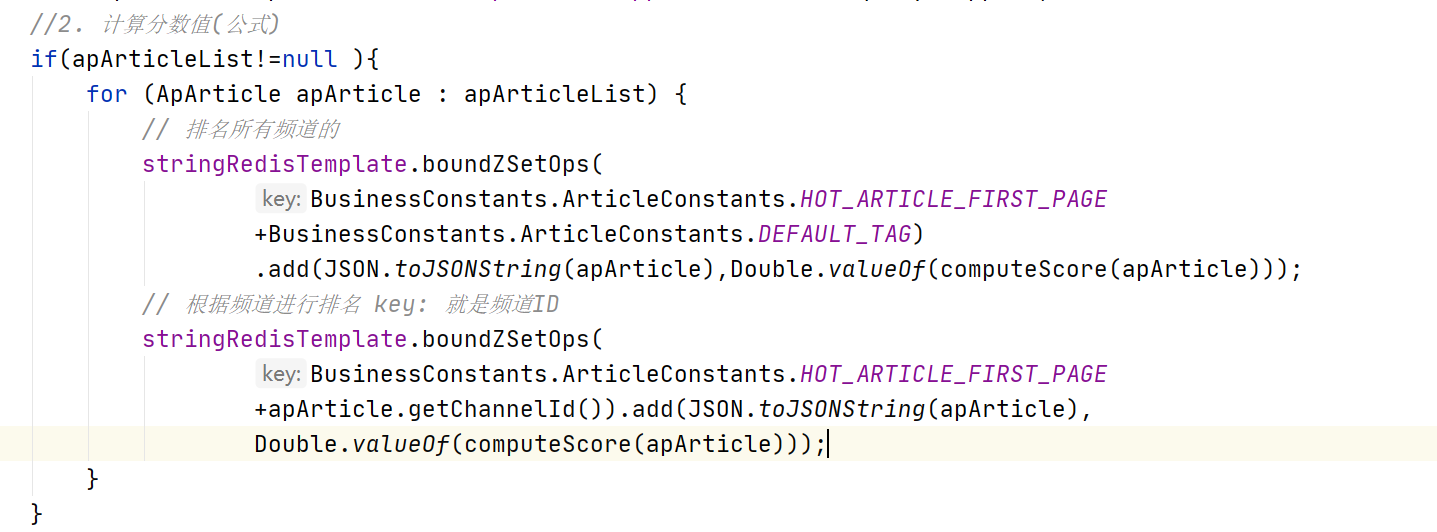 //2. 计算分数值(公式)
if(apArticleList!=null ){
for (ApArticle apArticle : apArticleList) {
// 排名所有频道的
stringRedisTemplate.boundZSetOps(
key: BusinessConstants.ArticleConstants.HOT_ARTICLE_FIRST_PAGE
+BusinessConstants.ArticleConstants.DEFAULT_TAG)
.add(JSON.toJSONString(apArticle),Double.valueOf(computeScore(apArticle)));
// 根据频道进行排名 key: 就是频道ID
stringRedisTemplate.boundZSetOps(
key: BusinessConstants.ArticleConstants.HOT_ARTICLE_FIRST_PAGE
+apArticle.getChannelId()).add(JSON.toJSONString(apArticle),
Double.valueOf(computeScore(apArticle)));
}
}